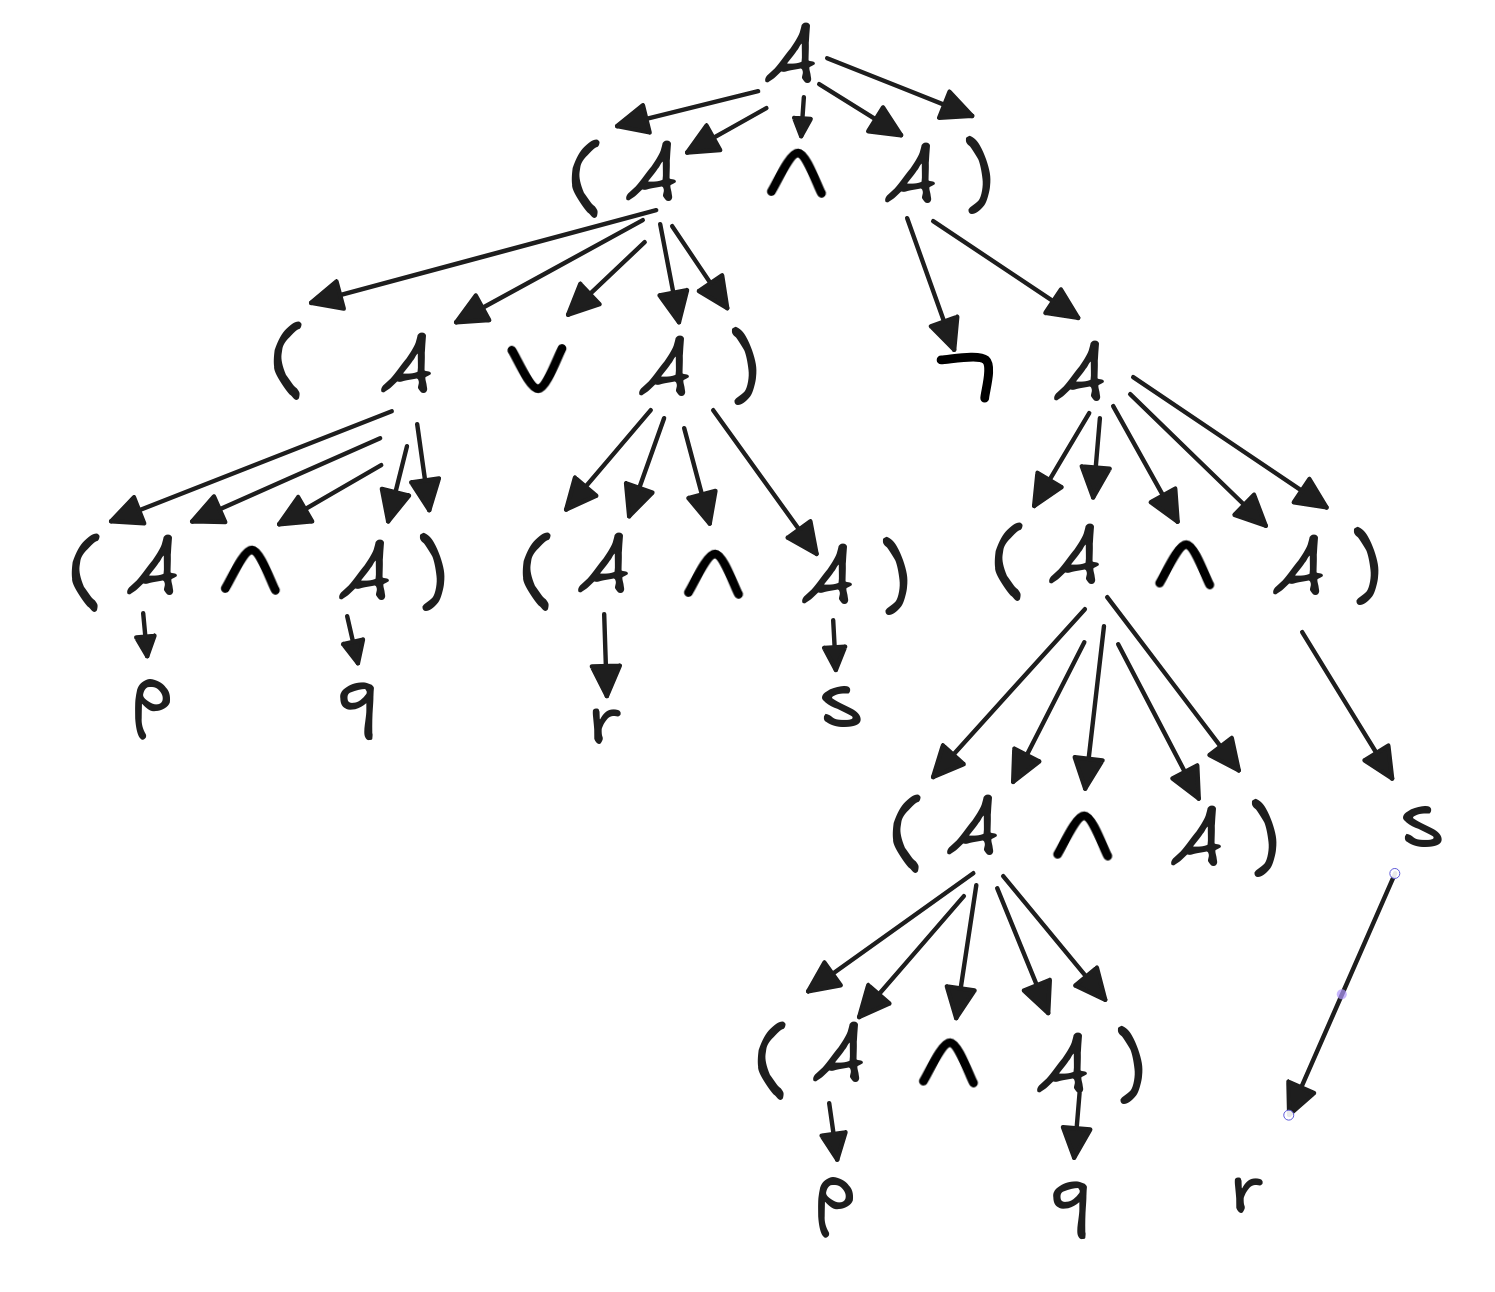 A
( A ∧ A )
( A ∨ A ) ¬ A
( A ∧ A ) ( A ∧ A ) ( A ∧ A )
p q r s
( A ∧ A ) s
( A ∧ A )
p q r